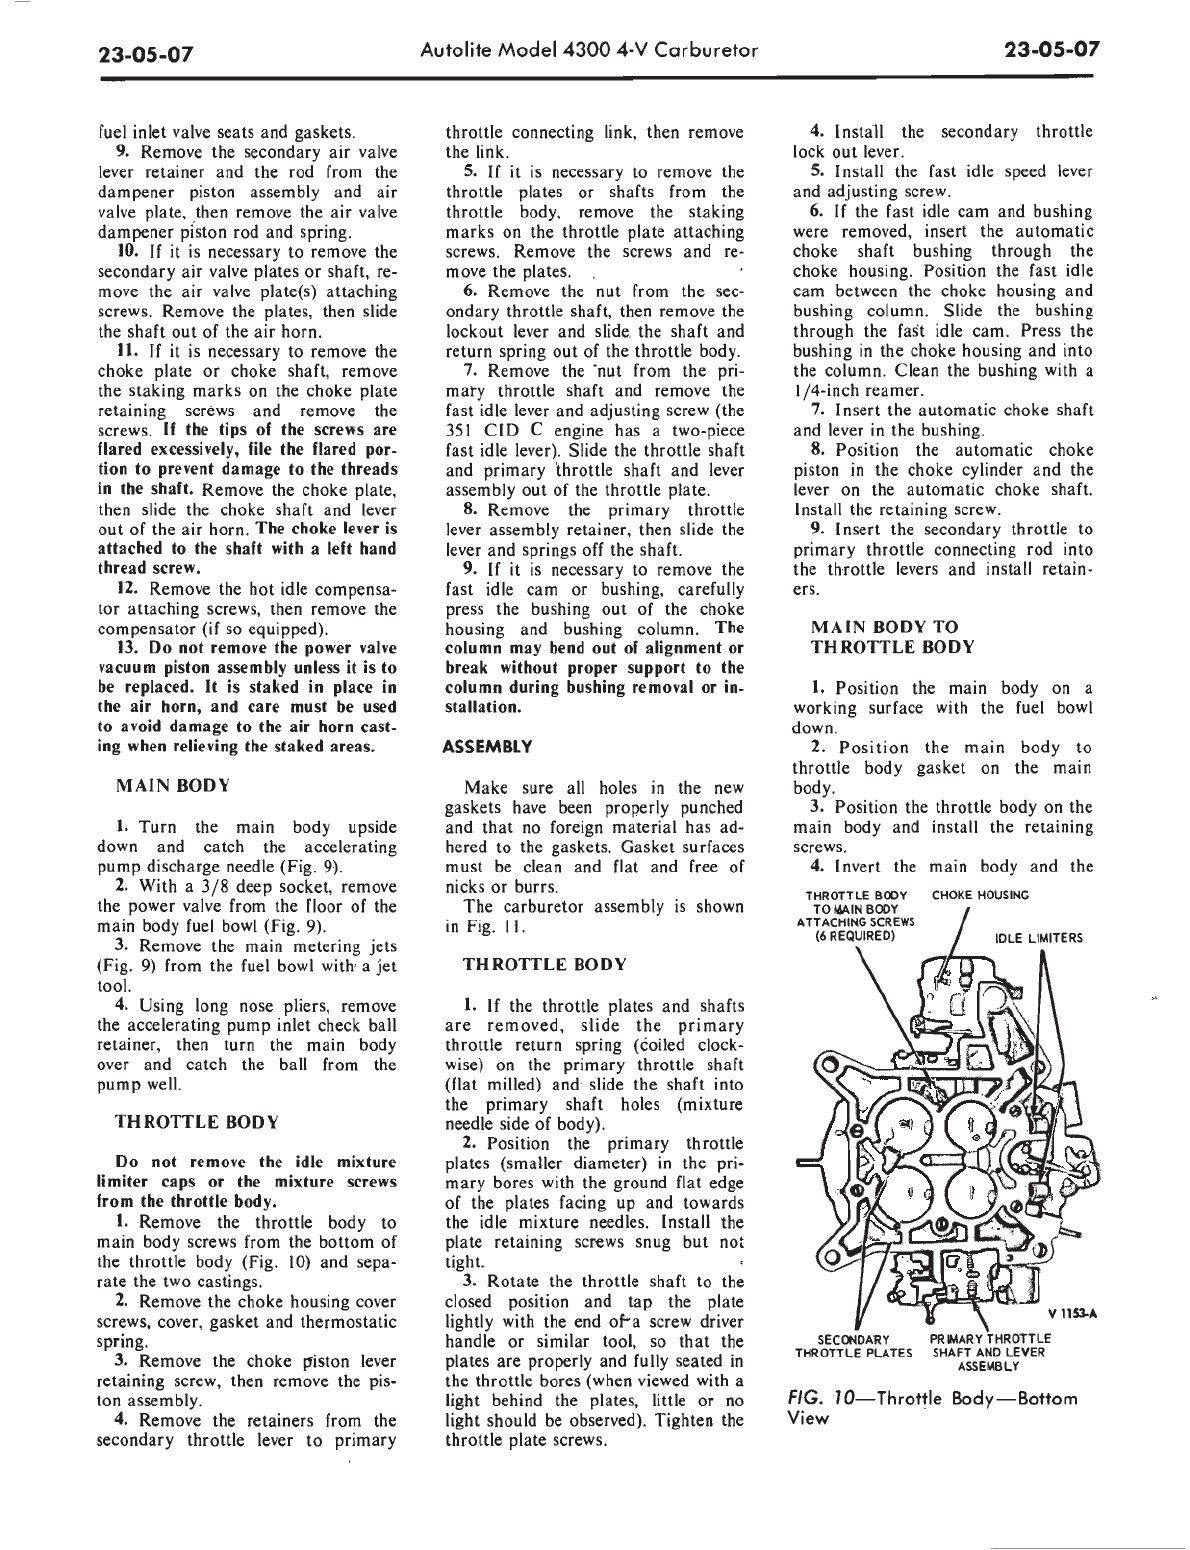 23-05-07
Autolite Model 4300 4-V Carburetor
23-05-07
fuel inlet valve seats and gaskets.
9. Remove the secondary air valve
lever retainer and the rod from the
dampener piston assembly and air
valve plate, then remove the air valve
dampener piston rod and spring.
10. If it is necessary to remove the
secondary air valve plates or shaft, re-
move the air valve plate(s) attaching
screws. Remove the plates, then slide
the shaft out of the air horn.
11. If it is necessary to remove the
choke plate or choke shaft, remove
the staking marks on the choke plate
retaining screws and remove the
screws. If the tips of the screws are
flared excessively, file the flared por-
tion to prevent damage to the threads
in the shaft. Remove the choke plate,
then slide the choke shaft and lever
out of the air horn. The choke lever is
attached to the shaft with a left hand
thread screw.
12. Remove the hot idle compensa-
tor attaching screws, then remove the
compensator (if so equipped).
13. Do not remove the power valve
vacuum piston assembly unless it is to
be replaced. It is staked in place in
the air horn, and care must be used
to avoid damage to the air horn cast-
ing when relieving the staked areas.
MAIN BODY
1. Turn the main body upside
down and catch the accelerating
pump discharge needle (Fig. 9).
2. With a 3/8 deep socket, remove
the power valve from the floor of the
main body fuel bowl (Fig. 9).
3. Remove the main metering jets
(Fig. 9) from the fuel bowl with a jet
tool.
4. Using long nose pliers, remove
the accelerating pump inlet check ball
retainer, then turn the main body
over and catch the ball from the
pump well.
THROTTLE BODY
Do not remove the idle mixture
limiter caps or the mixture screws
from the throttle body.
1. Remove the throttle body to
main body screws from the bottom of
the throttle body (Fig. 10) and sepa-
rate the two castings.
2. Remove the choke housing cover
screws, cover, gasket and thermostatic
spring.
3. Remove the choke piston lever
retaining screw, then remove the pis-
ton assembly.
4. Remove the retainers from the
secondary throttle lever to primary
throttle connecting link, then remove
the link.
5. If it is necessary to remove the
throttle plates or shafts from the
throttle body, remove the staking
marks on the throttle plate attaching
screws. Remove the screws and re-
move the plates.
6. Remove the nut from the sec-
ondary throttle shaft, then remove the
lockout lever and slide the shaft and
return spring out of the throttle body.
7. Remove the nut from the pri-
mary throttle shaft and remove the
fast idle lever and adjusting screw (the
351 CID C engine has a two-piece
fast idle lever). Slide the throttle shaft
and primary throttle shaft and lever
assembly out of the throttle plate.
8. Remove the primary throttle
lever assembly retainer, then slide the
lever and springs off the shaft.
9. If it is necessary to remove the
fast idle cam or bushing, carefully
press the bushing out of the choke
housing and bushing column. The
column may bend out of alignment or
break without proper support to the
column during bushing removal or in-
stallation.
ASSEMBLY
Make sure all holes in the new
gaskets have been properly punched
and that no foreign material has ad-
hered to the gaskets. Gasket surfaces
must be clean and flat and free of
nicks or burrs.
The carburetor assembly is shown
in Fig. 11.
THROTTLE BODY
1. If the throttle plates and shafts
are removed, slide the primary
throttle return spring (coiled clock-
wise) on the primary throttle shaft
(flat milled) and slide the shaft into
the primary shaft holes (mixture
needle side of body).
2. Position the primary throttle
plates (smaller diameter) in the pri-
mary bores with the ground flat edge
of the plates facing up and towards
the idle mixture needles. Install the
plate retaining screws snug but not
tight.
3. Rotate the throttle shaft to the
closed position and tap the plate
lightly with the end of a screw driver
handle or similar tool, so that the
plates are properly and fully seated in
the throttle bores (when viewed with a
light behind the plates, little or no
light should be observed). Tighten the
throttle plate screws.
4. Install the secondary throttle
lock out lever.
5. Install the fast idle speed lever
and adjusting screw.
6. If the fast idle cam and bushing
were removed, insert the automatic
choke shaft bushing through the
choke housing. Position the fast idle
cam between the choke housing and
bushing column. Slide the bushing
through the fast idle cam. Press the
bushing in the choke housing and into
the column. Clean the bushing with a
1/4-inch reamer.
7. Insert the automatic choke shaft
and lever in the bushing.
8. Position the automatic choke
piston in the choke cylinder and the
lever on the automatic choke shaft.
Install the retaining screw.
9. Insert the secondary throttle to
primary throttle connecting rod into
the throttle levers and install retain-
ers.
MAIN BODY TO
THROTTLE BODY
1. Position the main body on a
working surface with the fuel bowl
down.
2. Position the main body to
throttle body gasket on the main
body.
3. Position the throttle body on the
main body and install the retaining
screws.
4. Invert the main body and the
THROTTLE BODY
TO MAIN BODY
ATTACHING SCREWS
(6 REQUIRED)
CHOKE HOUSING
IDLE LIMITERS
V 1153-A
SECONDARY
THROTTLE PLATES
PRIMARY THROTTLE
SHAFT AND LEVER
ASSEMBLY
FIG. 10—Throttle Body—Bottom
View